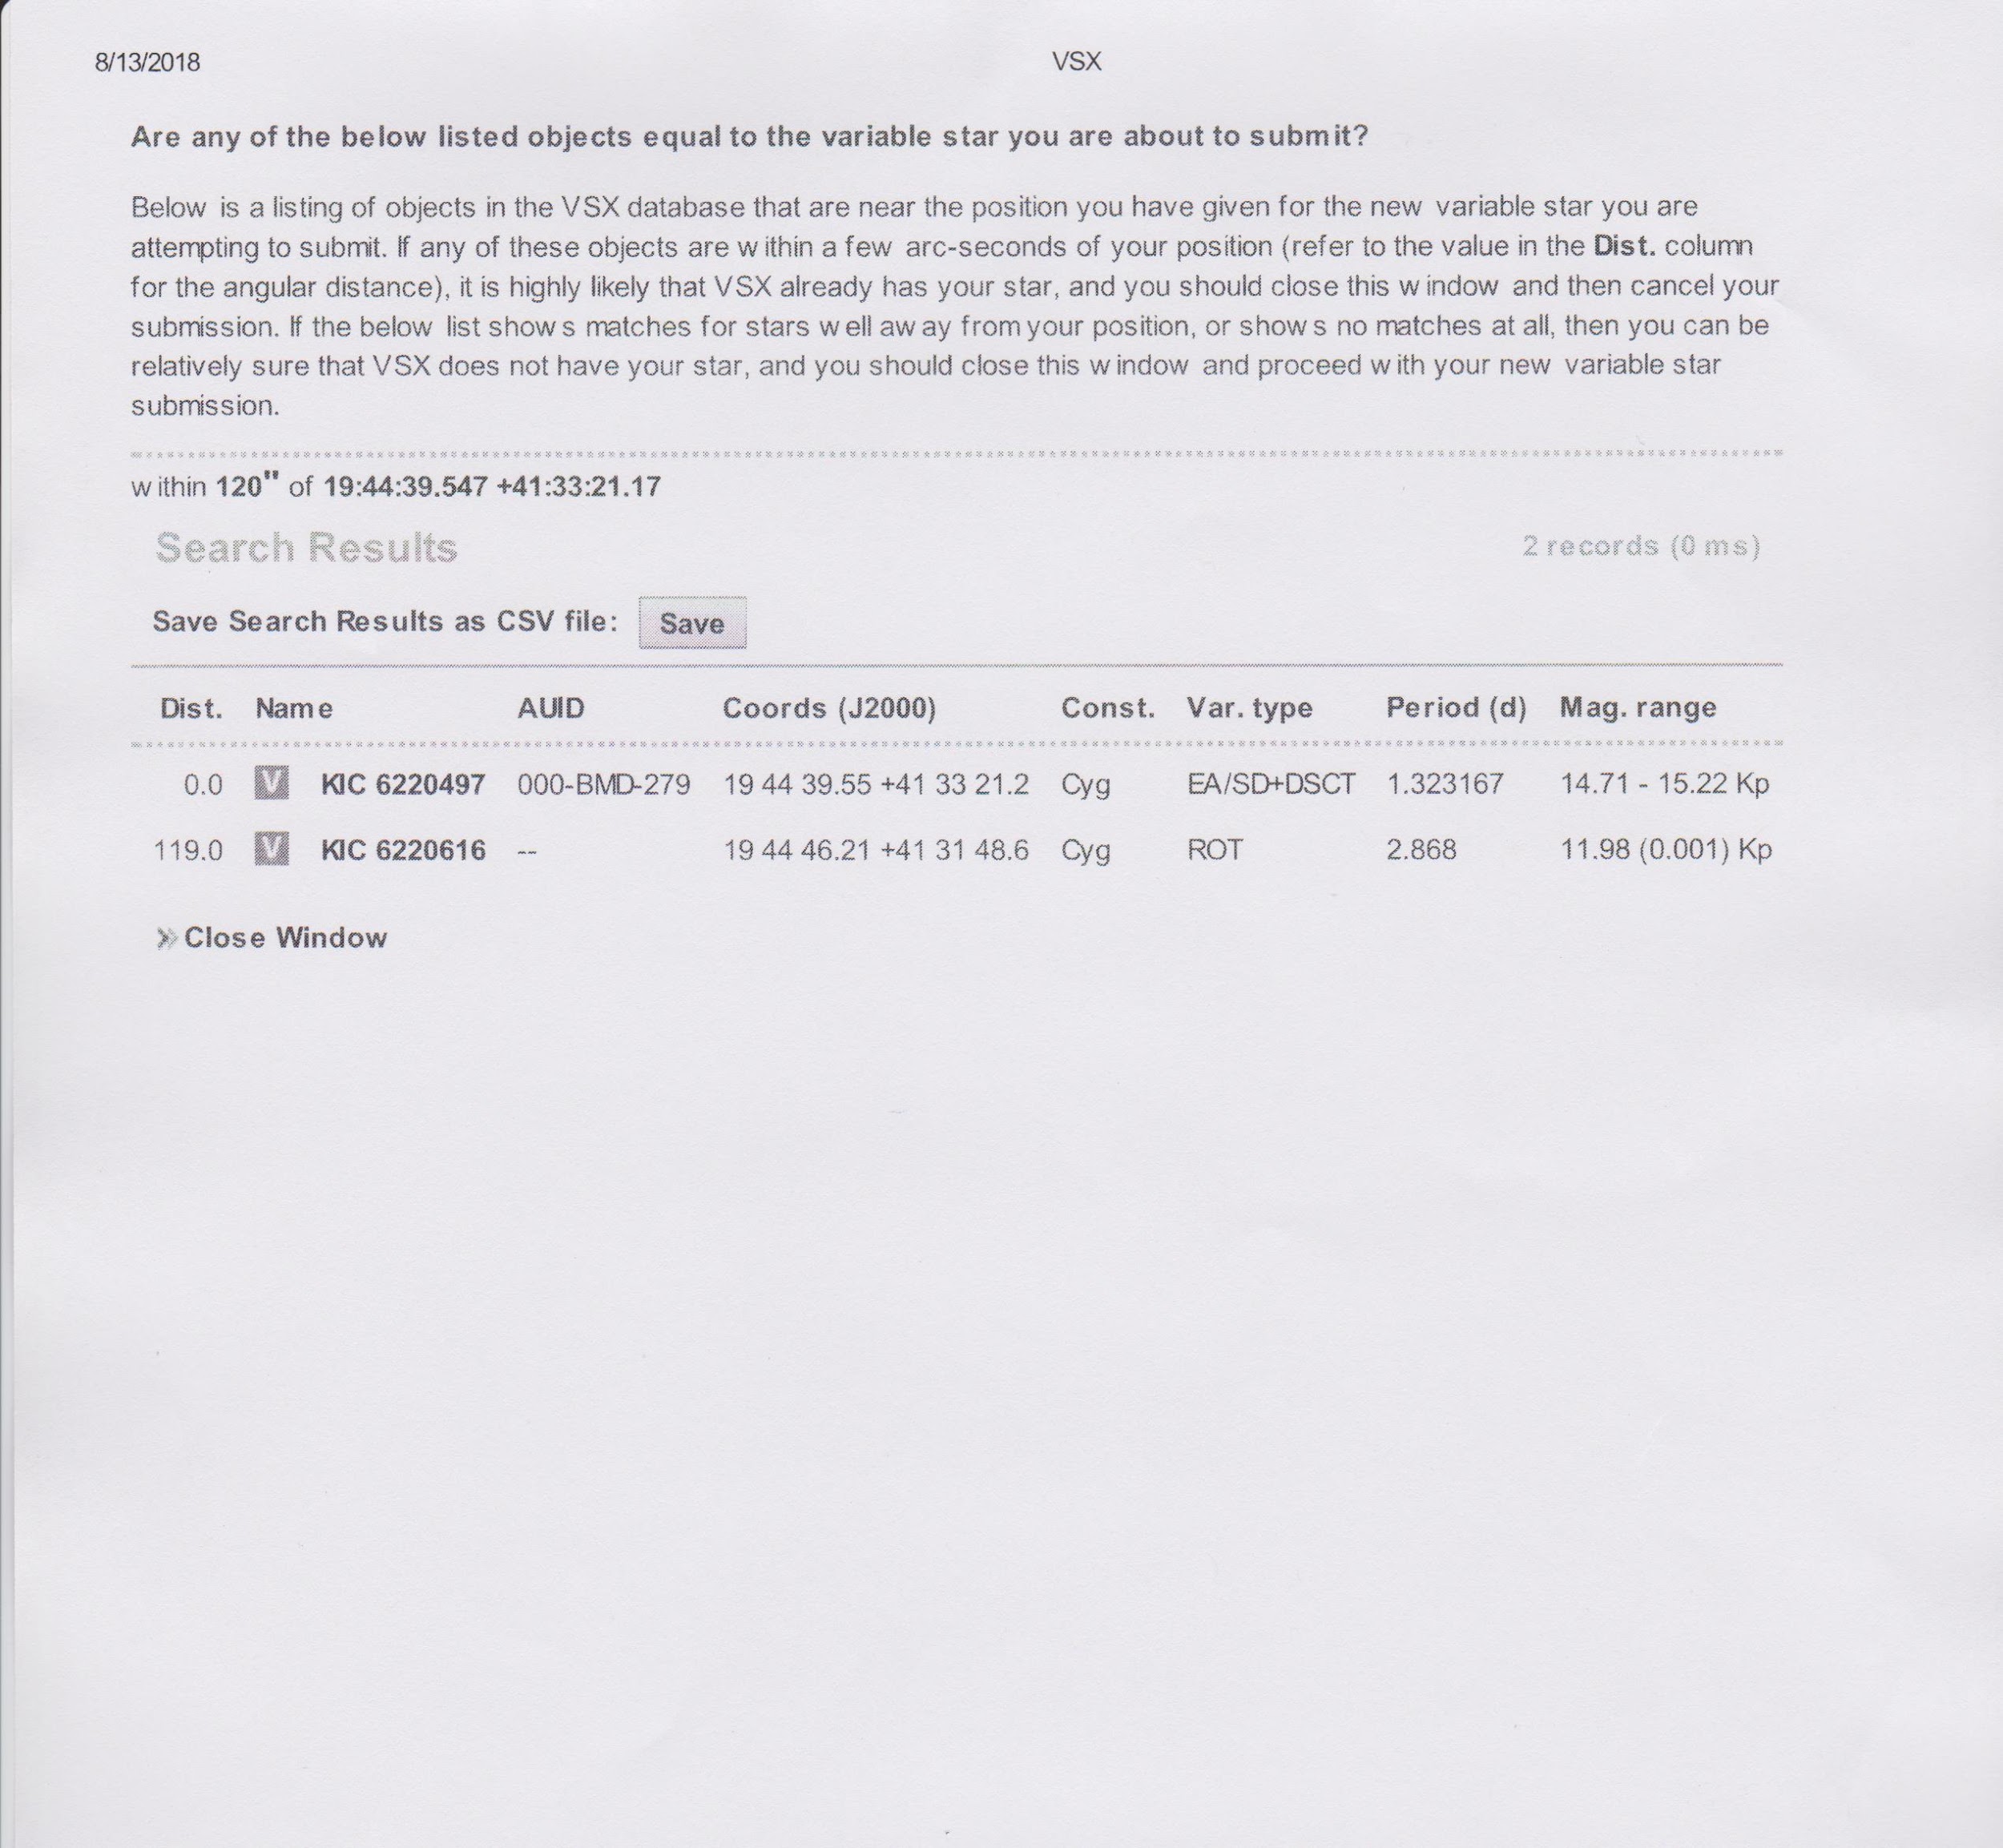 8/13/2018 VSX
Are any of the below listed objects equal to the variable star you are about to submit?
Below is a listing of objects in the VSX database that are near the position you have given for the new variable star you are
attempting to submit. If any of these objects are within a few arc-seconds of your position (refer to the value in the Dist. column
for the angular distance), it is highly likely that VSX already has your star, and you should close this window and then cancel your
submission. If the below list shows matches for stars well away from your position, or shows no matches at all, then you can be
relatively sure that VSX does not have your star, and you should close this window and proceed with your new variable star
submission.
within 120" of 19:44:39.547 +41:33:21.17
Search Results 2 records (0 ms)
Save Search Results as CSV file: Save
Dist. Name AUID Coords (J2000) Const. Var. type Period (d) Mag. range
0.0 V KIC 6220497 000-BMD-279 19 44 39.55 +41 33 21.2 Cyg EA/SD+DSCT 1.323167 14.71 - 15.22 Kp
119.0 V KIC 6220616 -- 19 44 46.21 +41 31 48.6 Cyg ROT 2.868 11.98 (0.001) Kp
» Close Window